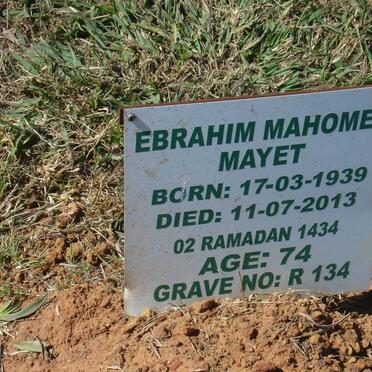 EBRAHIM MAHOME
MAYET
BORN: 17-03-1939
DIED: 11-07-2013
02 RAMADAN 1434
AGE: 74
GRAVE NO: R 134